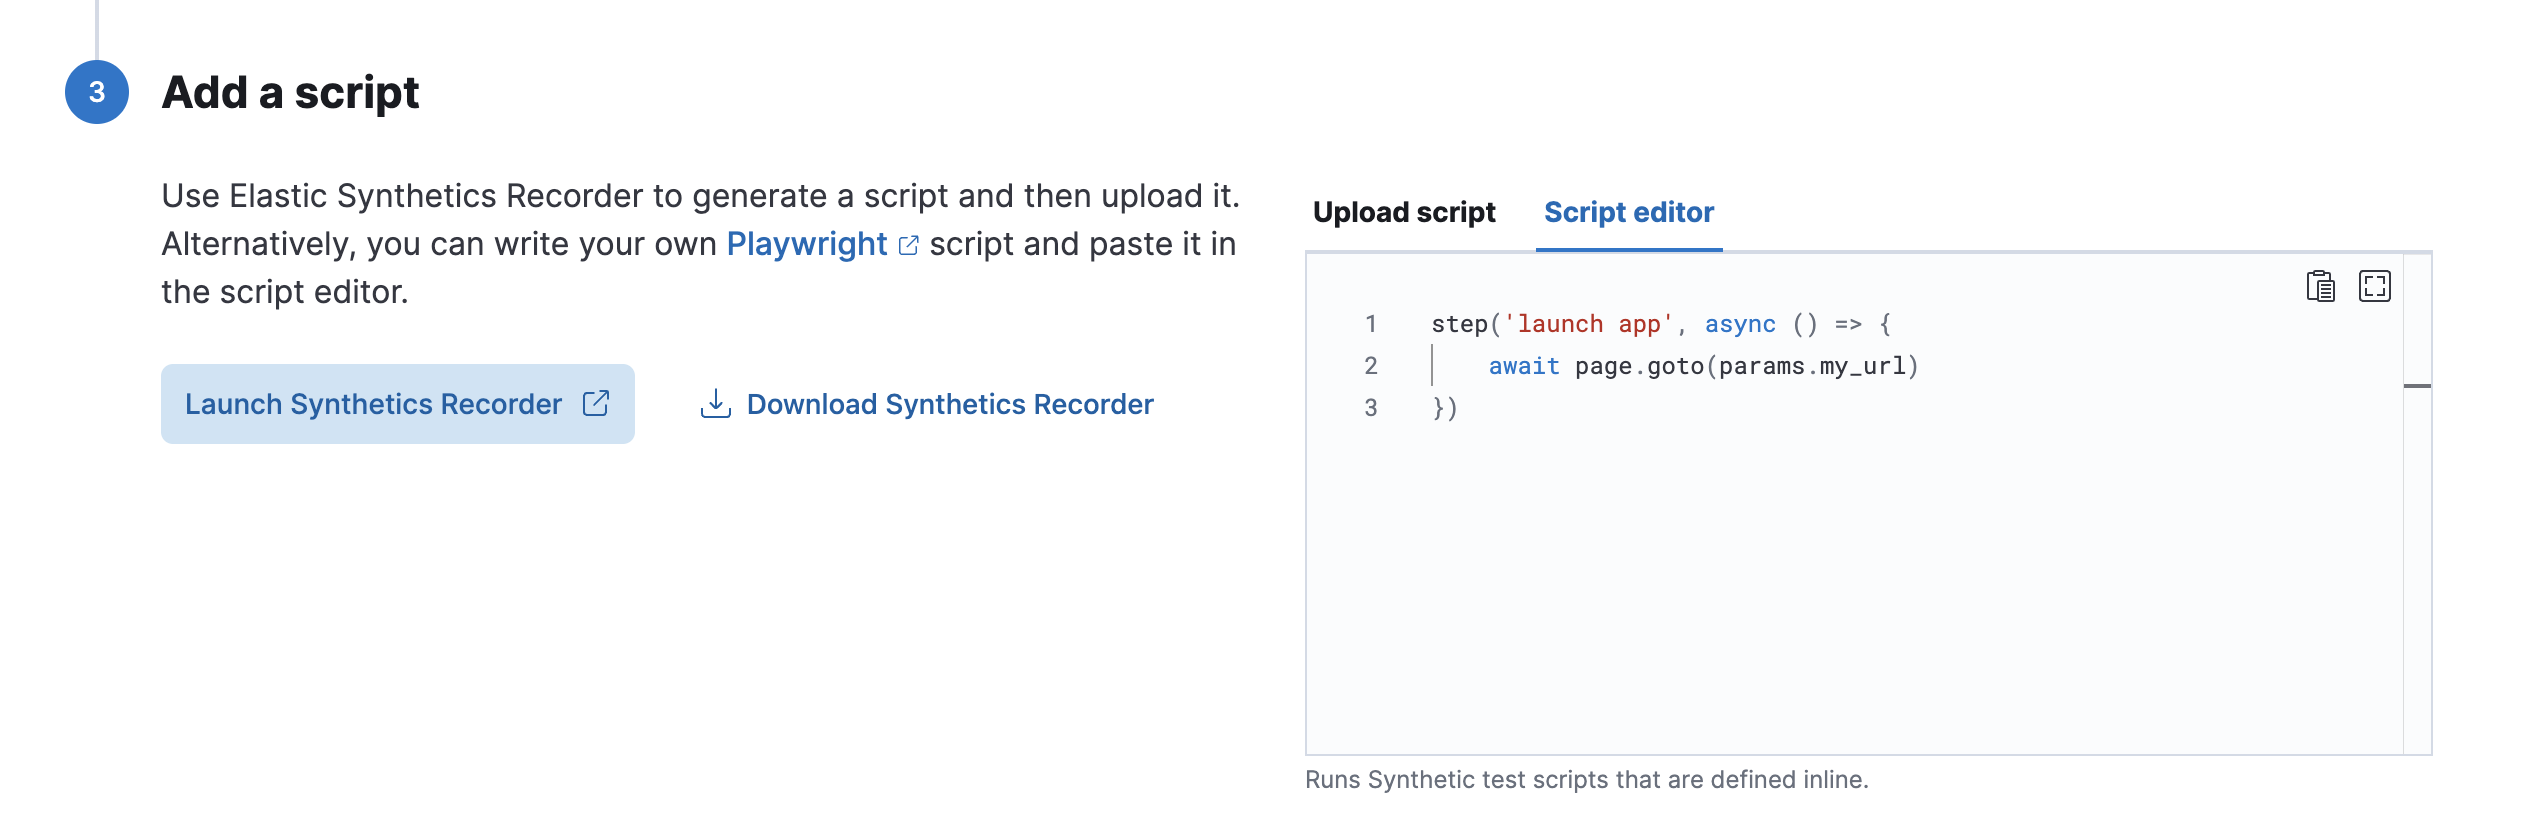 3
Add a script
Use Elastic Synthetics Recorder to generate a script and then upload it.
Alternatively, you can write your own Playwright script and paste it in
the script editor.
Launch Synthetics Recorder
Download Synthetics Recorder
Upload script
Script editor
1 step('launch app', async () => {
2     await page.goto(params.my_url)
3 })
Runs Synthetic test scripts that are defined inline.